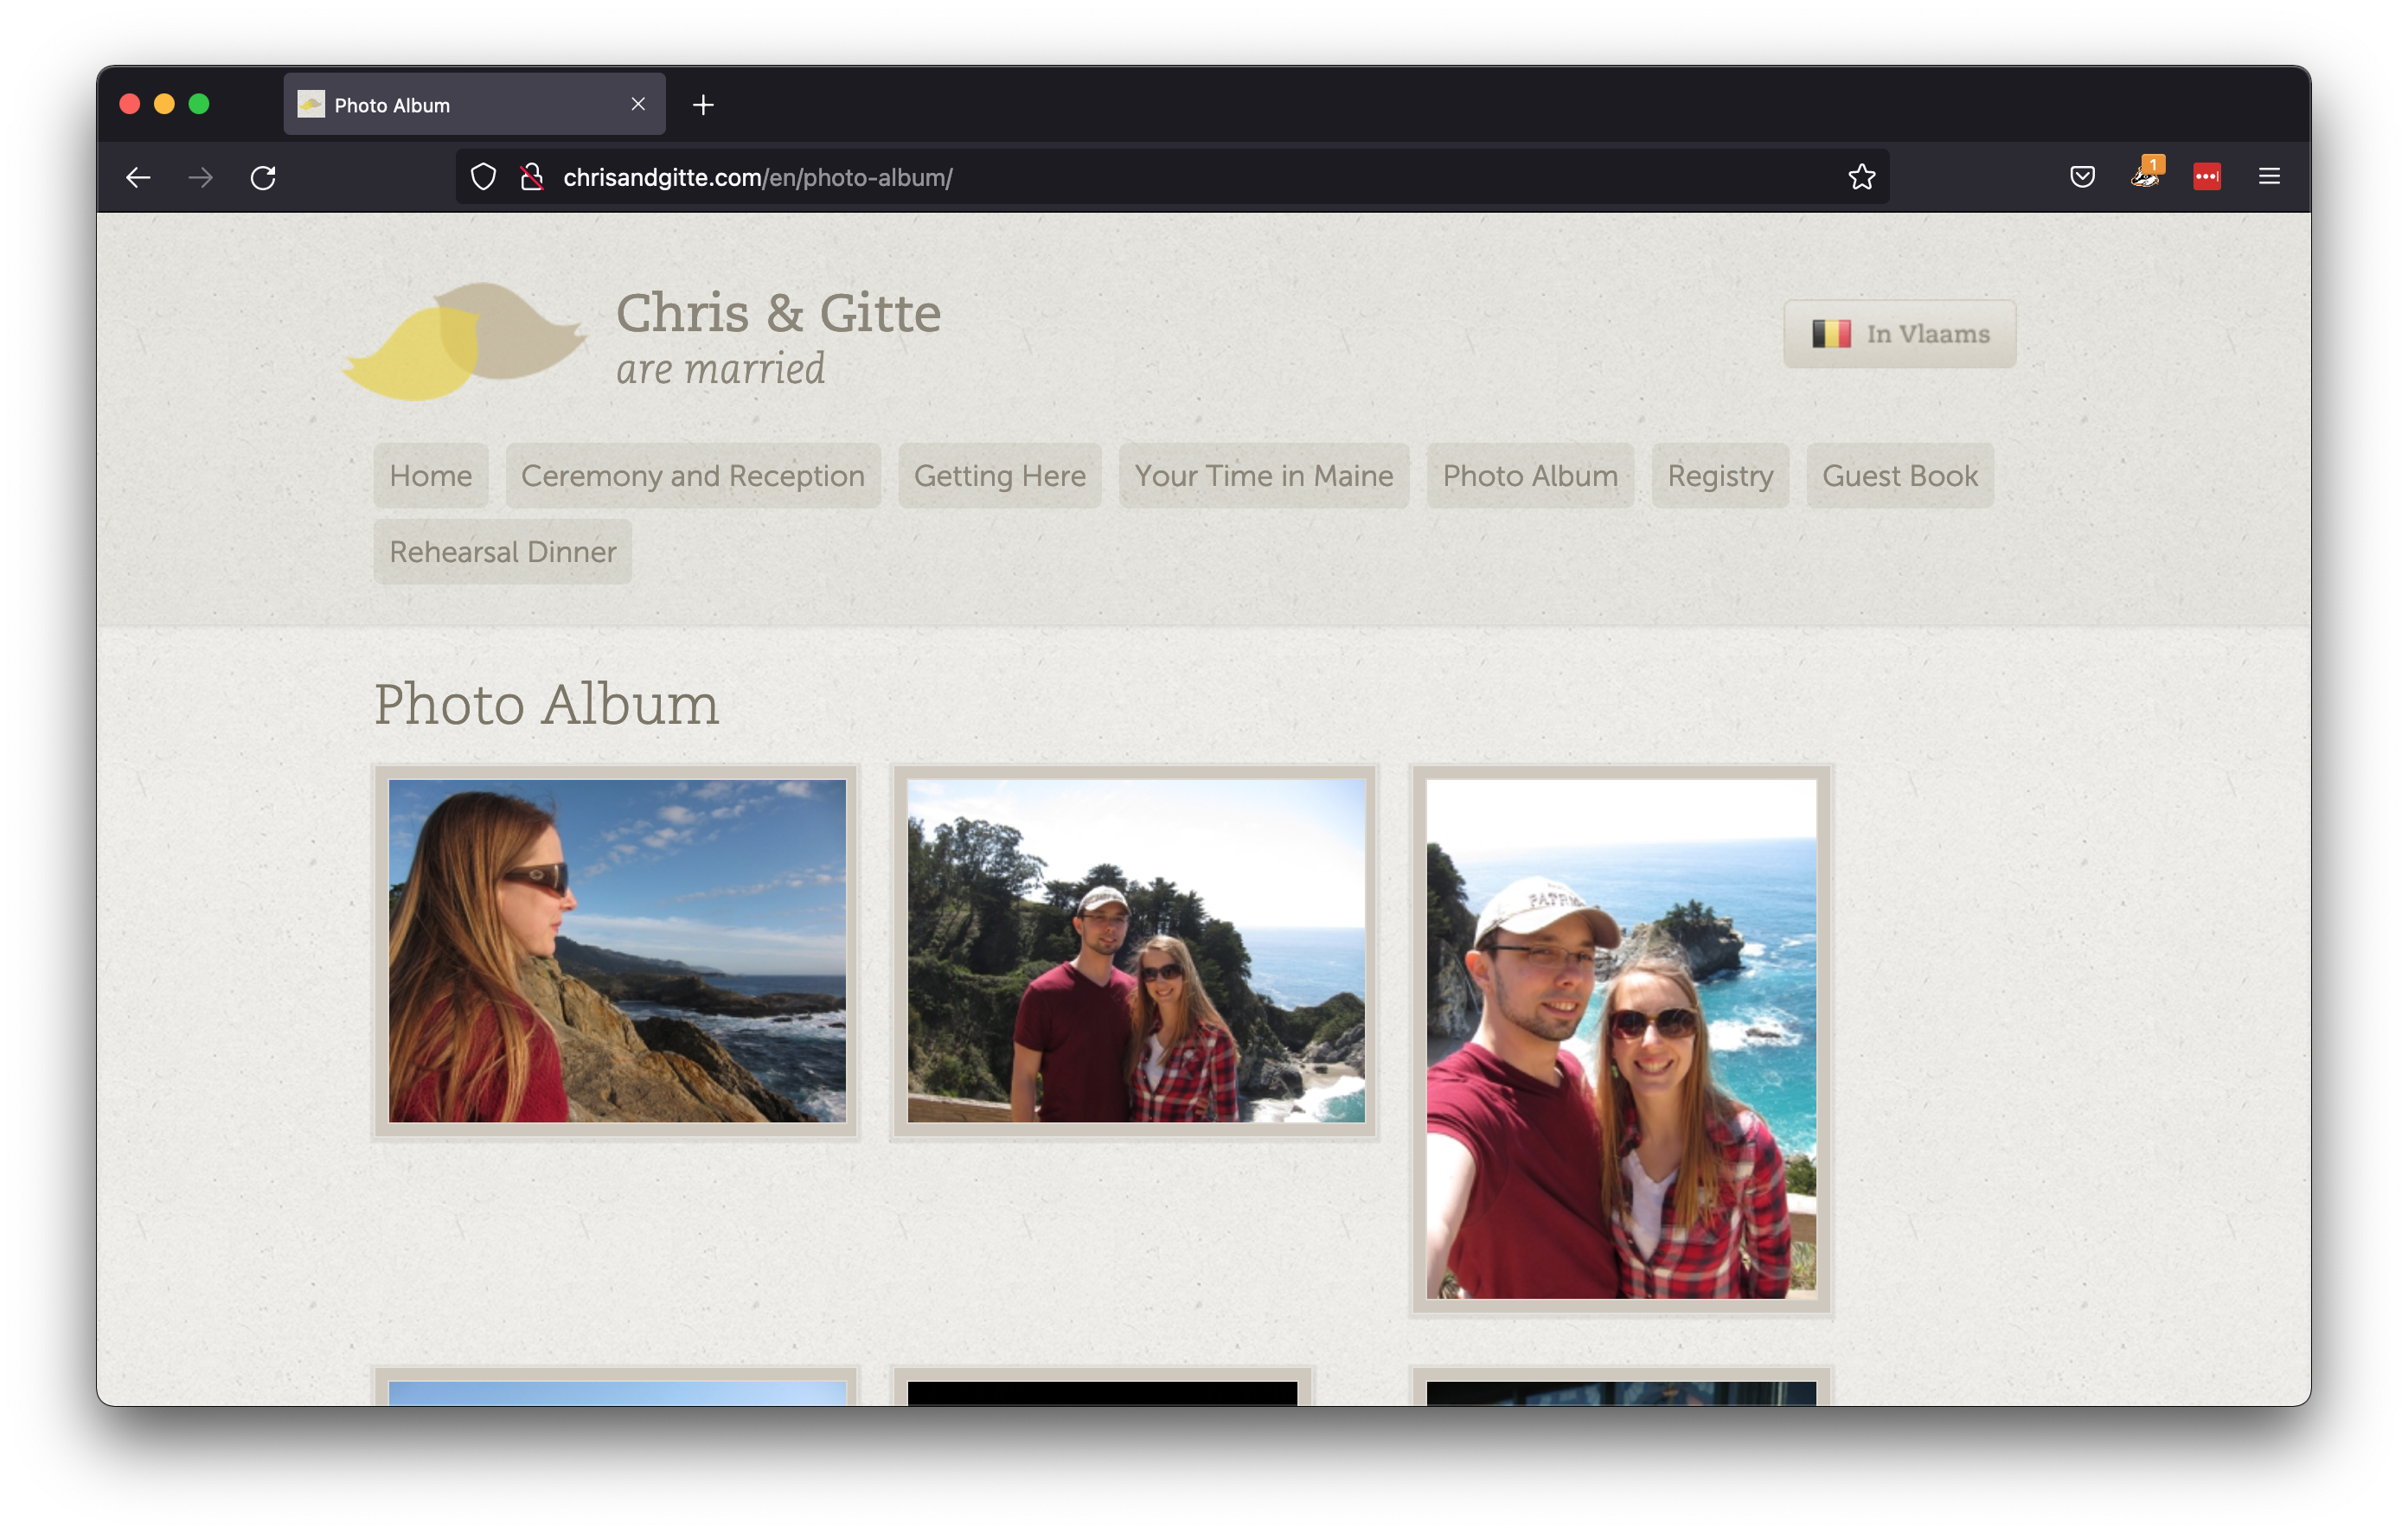 Photo Album
chrisandgitte.com/en/photo-album/
1
Chris & Gitte
are married
In Vlaams
Home
Ceremony and Reception
Getting Here
Your Time in Maine
Photo Album
Registry
Guest Book
Rehearsal Dinner
Photo Album